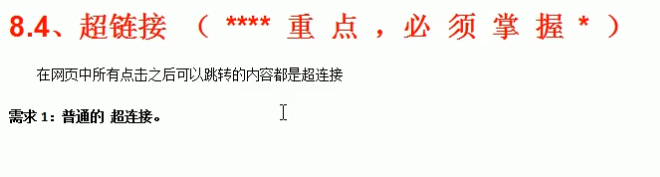 8.4、超链接 （ **** 重 点 ，必 须 掌 握 * ）
在网页中所有点击之后可以跳转的内容都是超连接
需求 1：普通的 超连接。